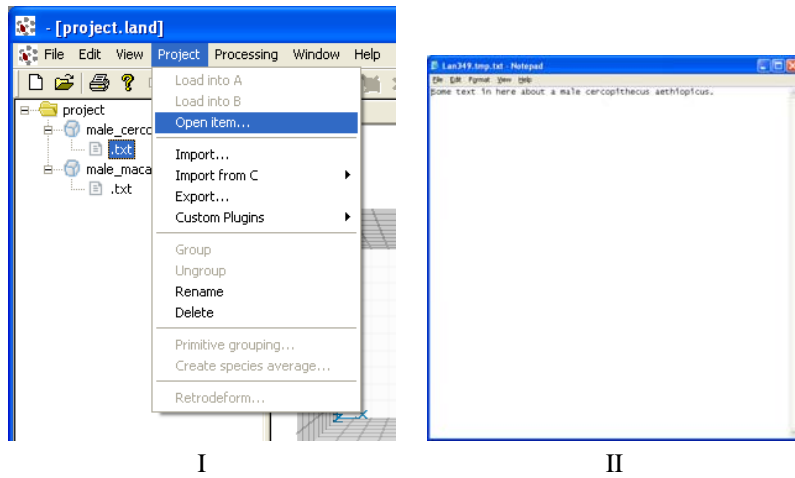 - [project.land]
File Edit View Project Processing Window Help
project
male_cerco
.txt
male_maca
.txt
Load into A
Load into B
Open item...
Import...
Import from C
Export...
Custom Plugins
Group
Ungroup
Rename
Delete
Primitive grouping...
Create species average...
Retrodeform...
X
I
Lan349.tmp.txt - Notepad
File Edit Format View Help
Some text in here about a male cercopithecus aethiopicus.
II